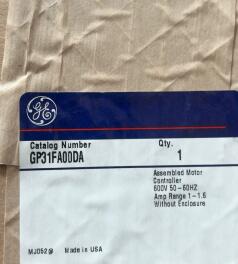 GE
Catalog Number Qty.
GP31FA00DA 1
Assembled Motor
Controller
600V 50-60HZ
Amp Range 1-1.6
Without Enclosure
MJ052@ Made in USA